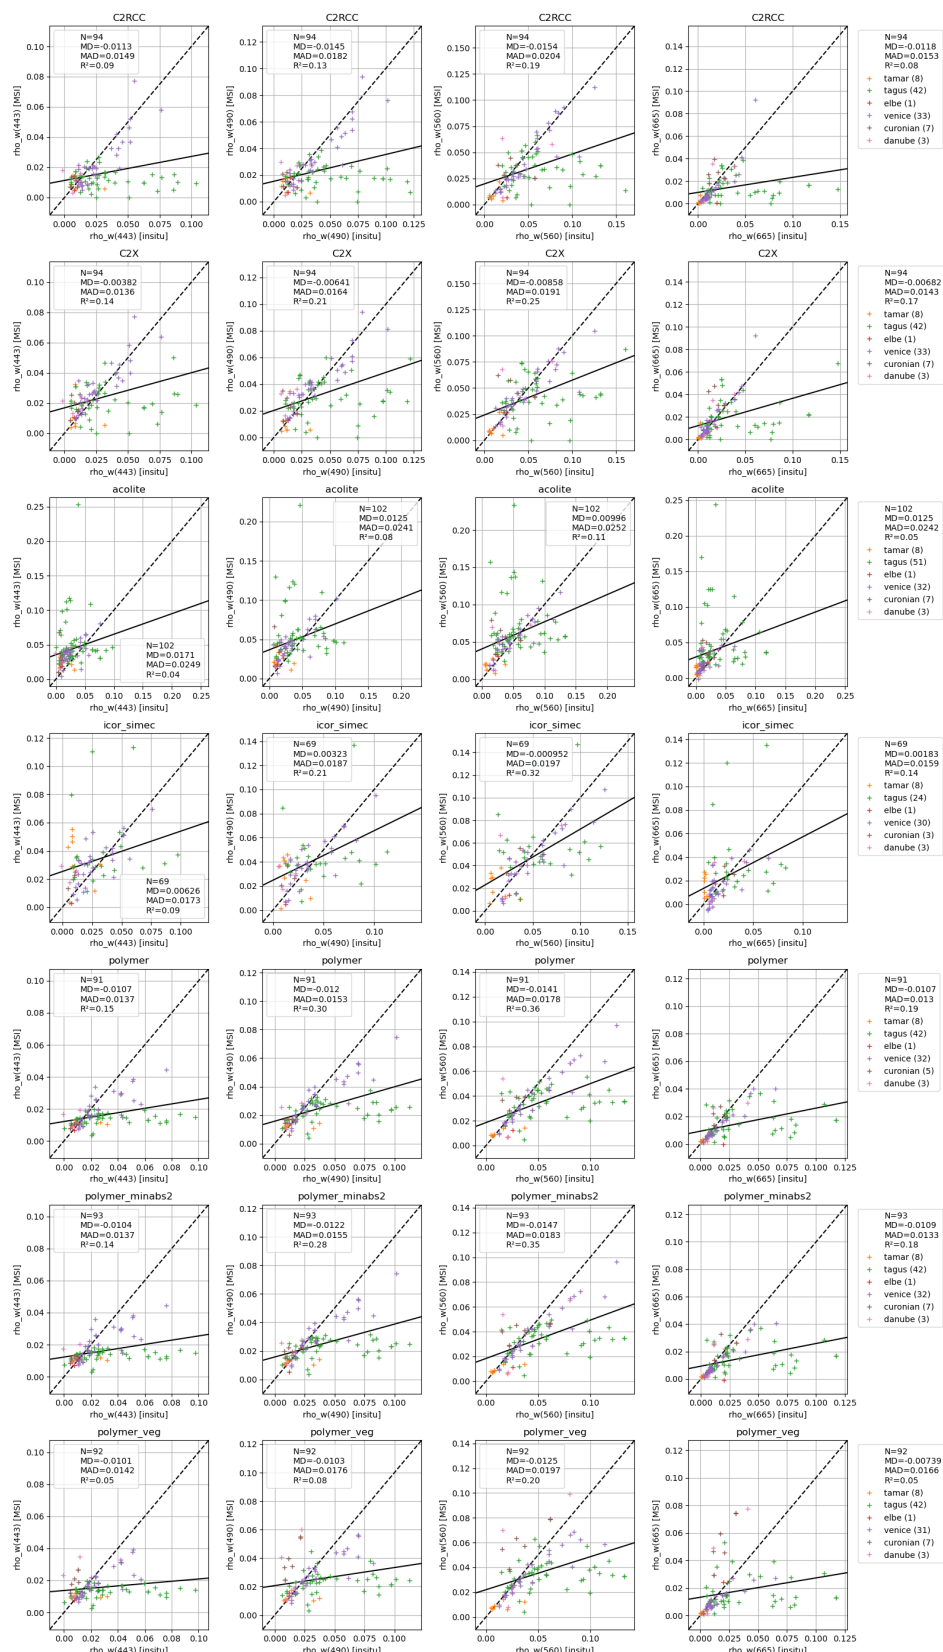 C2RCC
N=94
MD=-0.0113
MAD=0.0149
R²=0.09
rho_w(443) [MSI]
rho_w(443) [insitu]
C2RCC
N=94
MD=-0.0145
MAD=0.0182
R²=0.13
rho_w(490) [MSI]
rho_w(490) [insitu]
C2RCC
N=94
MD=-0.0154
MAD=0.0204
R²=0.19
rho_w(560) [MSI]
rho_w(560) [insitu]
C2RCC
rho_w(665) [MSI]
rho_w(665) [insitu]
N=94
MD=-0.0118
MAD=0.0153
R²=0.08
tamar (8)
tagus (42)
elbe (1)
venice (33)
curonian (7)
danube (3)
C2X
N=94
MD=-0.00382
MAD=0.0136
R²=0.14
rho_w(443) [MSI]
rho_w(443) [insitu]
C2X
N=94
MD=-0.00641
MAD=0.0164
R²=0.21
rho_w(490) [MSI]
rho_w(490) [insitu]
C2X
N=94
MD=-0.00858
MAD=0.0191
R²=0.25
rho_w(560) [MSI]
rho_w(560) [insitu]
C2X
rho_w(665) [MSI]
rho_w(665) [insitu]
N=94
MD=-0.00682
MAD=0.0143
R²=0.17
tamar (8)
tagus (42)
elbe (1)
venice (33)
curonian (7)
danube (3)
acolite
N=102
MD=0.0171
MAD=0.0249
R²=0.04
rho_w(443) [MSI]
rho_w(443) [insitu]
acolite
N=102
MD=0.0125
MAD=0.0241
R²=0.08
rho_w(490) [MSI]
rho_w(490) [insitu]
acolite
N=102
MD=0.00996
MAD=0.0252
R²=0.11
rho_w(560) [MSI]
rho_w(560) [insitu]
acolite
rho_w(665) [MSI]
rho_w(665) [insitu]
N=102
MD=0.0125
MAD=0.0242
R²=0.05
tamar (8)
tagus (51)
elbe (1)
venice (32)
curonian (7)
danube (3)
icor_simec
N=69
MD=0.00626
MAD=0.0173
R²=0.09
rho_w(443) [MSI]
rho_w(443) [insitu]
icor_simec
N=69
MD=0.00323
MAD=0.0187
R²=0.21
rho_w(490) [MSI]
rho_w(490) [insitu]
icor_simec
N=69
MD=-0.000952
MAD=0.0197
R²=0.32
rho_w(560) [MSI]
rho_w(560) [insitu]
icor_simec
rho_w(665) [MSI]
rho_w(665) [insitu]
N=69
MD=0.00183
MAD=0.0159
R²=0.14
tamar (8)
tagus (24)
elbe (1)
venice (30)
curonian (3)
danube (3)
polymer
N=91
MD=-0.0107
MAD=0.0137
R²=0.15
rho_w(443) [MSI]
rho_w(443) [insitu]
polymer
N=91
MD=-0.012
MAD=0.0153
R²=0.30
rho_w(490) [MSI]
rho_w(490) [insitu]
polymer
N=91
MD=-0.0141
MAD=0.0178
R²=0.36
rho_w(560) [MSI]
rho_w(560) [insitu]
polymer
rho_w(665) [MSI]
rho_w(665) [insitu]
N=91
MD=-0.0107
MAD=0.013
R²=0.19
tamar (8)
tagus (42)
elbe (1)
venice (32)
curonian (5)
danube (3)
polymer_minabs2
N=93
MD=-0.0104
MAD=0.0137
R²=0.14
rho_w(443) [MSI]
rho_w(443) [insitu]
polymer_minabs2
N=93
MD=-0.0122
MAD=0.0155
R²=0.28
rho_w(490) [MSI]
rho_w(490) [insitu]
polymer_minabs2
N=93
MD=-0.0147
MAD=0.0183
R²=0.35
rho_w(560) [MSI]
rho_w(560) [insitu]
polymer_minabs2
rho_w(665) [MSI]
rho_w(665) [insitu]
N=93
MD=-0.0109
MAD=0.0133
R²=0.18
tamar (8)
tagus (42)
elbe (1)
venice (32)
curonian (7)
danube (3)
polymer_veg
N=92
MD=-0.0101
MAD=0.0142
R²=0.05
rho_w(443) [MSI]
rho_w(443) [insitu]
polymer_veg
N=92
MD=-0.0103
MAD=0.0176
R²=0.08
rho_w(490) [MSI]
rho_w(490) [insitu]
polymer_veg
N=92
MD=-0.0125
MAD=0.0197
R²=0.20
rho_w(560) [MSI]
rho_w(560) [insitu]
polymer_veg
rho_w(665) [MSI]
rho_w(665) [insitu]
N=92
MD=-0.00739
MAD=0.0166
R²=0.05
tamar (8)
tagus (42)
elbe (1)
venice (31)
curonian (7)
danube (3)